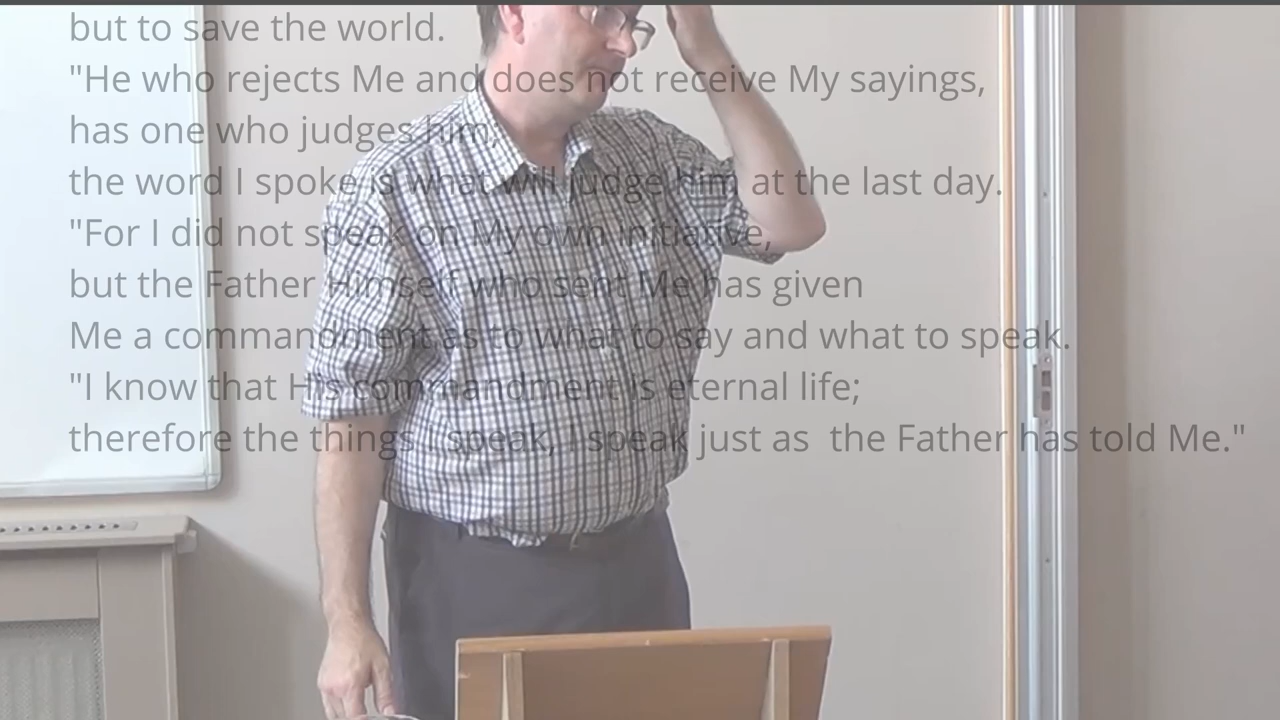 but to save the world.
"He who rejects Me and does not receive My sayings,
has one who judges him;
the word I spoke is what will judge him at the last day.
"For I did not speak on My own initiative,
but the Father Himself who sent Me has given
Me a commandment as to what to say and what to speak.
"I know that His commandment is eternal life;
therefore the things I speak, I speak just as  the Father has told Me."